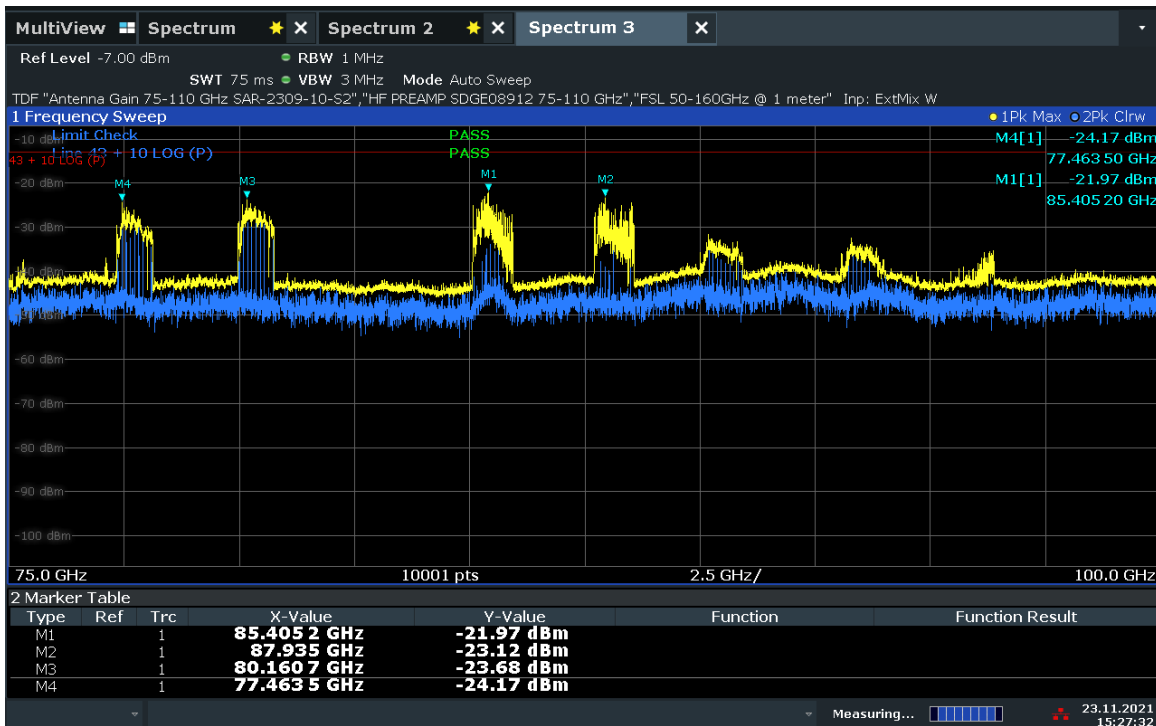 MultiView Spectrum Spectrum 2 Spectrum 3
Ref Level -7.00 dBm RBW 1 MHz
SWT 75 ms VBW 3 MHz Mode Auto Sweep
TDF "Antenna Gain 75-110 GHz SAR-2309-10-S2","HF PREAMP SDGE08912 75-110 GHz","FSL 50-160GHz @ 1 meter" Inp: ExtMix W
1 Frequency Sweep 1Pk Max 2Pk Clrw
-10 dBm Limit Check PASS M4[1] -24.17 dBm
43 + 10 LOG (P) Line 43 + 10 LOG (P) PASS 77.463 50 GHz
-20 dBm M4 M3 M1 M2 M1[1] -21.97 dBm
85.405 20 GHz
-30 dBm
-40 dBm
-50 dBm
-60 dBm
-70 dBm
-80 dBm
-90 dBm
-100 dBm
75.0 GHz 10001 pts 2.5 GHz/ 100.0 GHz
2 Marker Table
Type Ref Trc X-Value Y-Value Function Function Result
M1 1 85.405 2 GHz -21.97 dBm
M2 1 87.935 GHz -23.12 dBm
M3 1 80.160 7 GHz -23.68 dBm
M4 1 77.463 5 GHz -24.17 dBm
Measuring... 23.11.2021
15:27:32